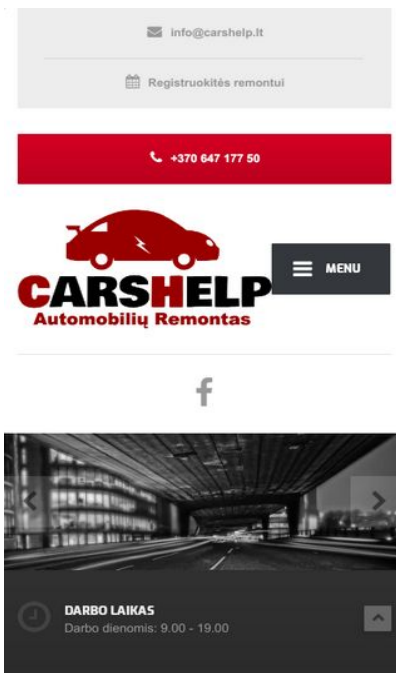 info@carshelp.lt
Registruokitės remontui
+370 647 177 50
MENU
CARSHELP
Automobilių Remontas
DARBO LAIKAS
Darbo dienomis: 9.00 - 19.00